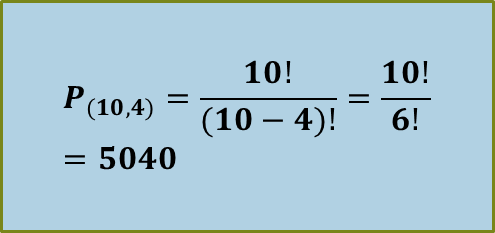 P(10,4) = 10!/(10 − 4)! = 10!/6!
= 5040